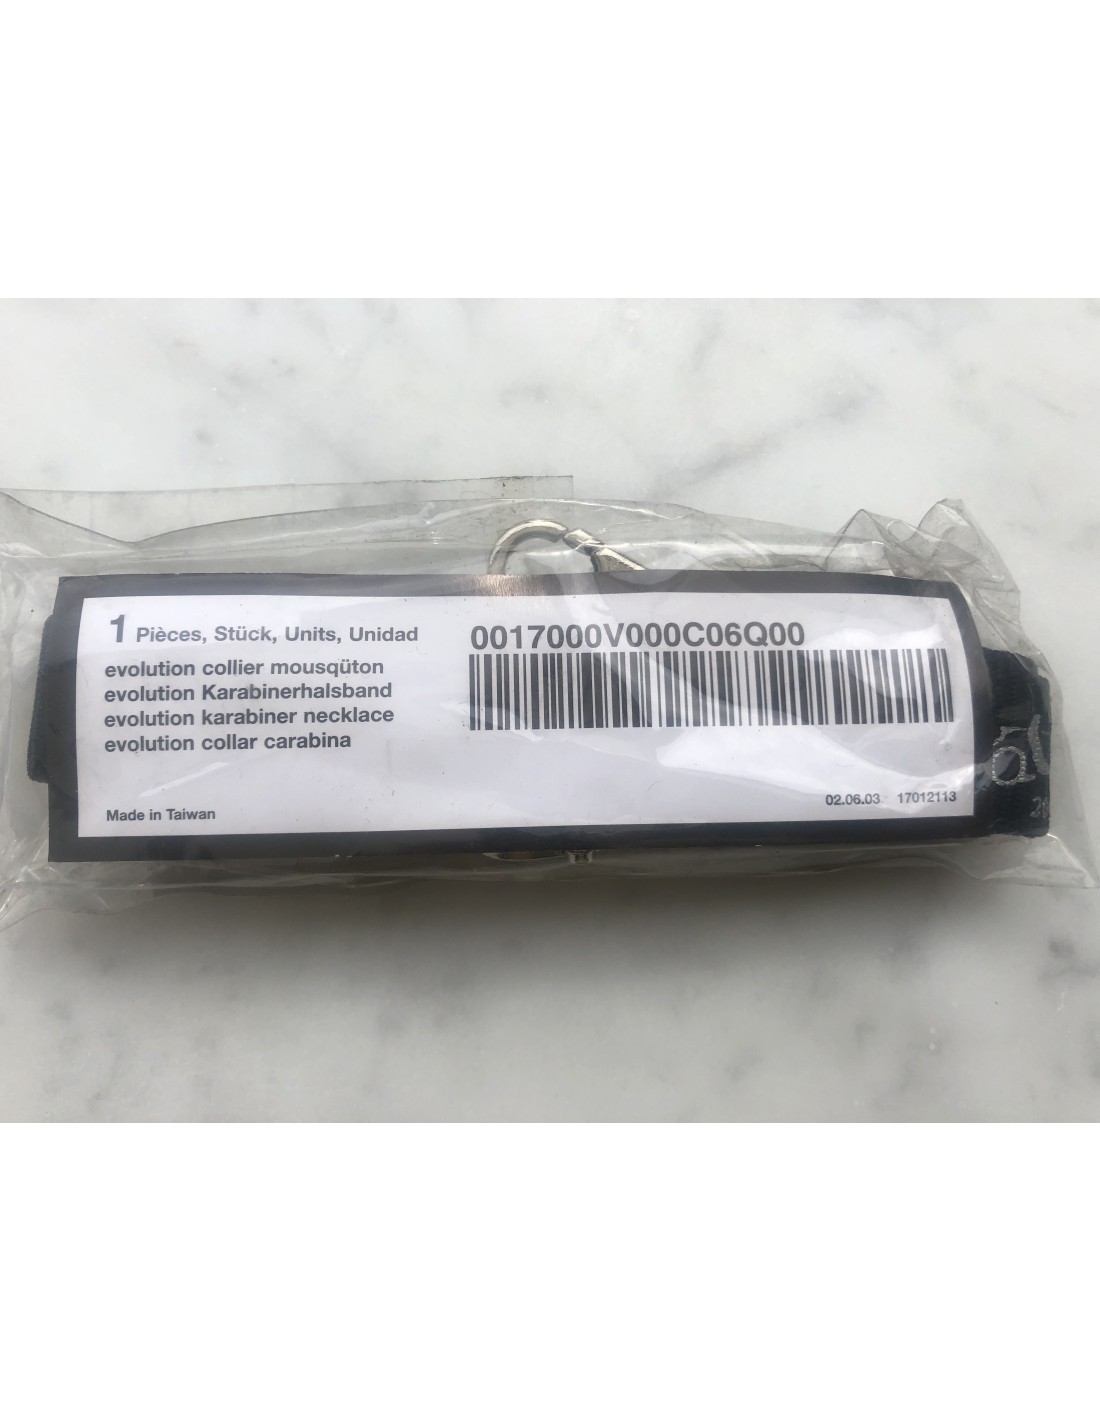 1 Pièces, Stück, Units, Unidad
evolution collier mousqüton
evolution Karabinerhalsband
evolution karabiner necklace
evolution collar carabina
Made in Taiwan
0017000V000C06Q00
02.06.03 17012113